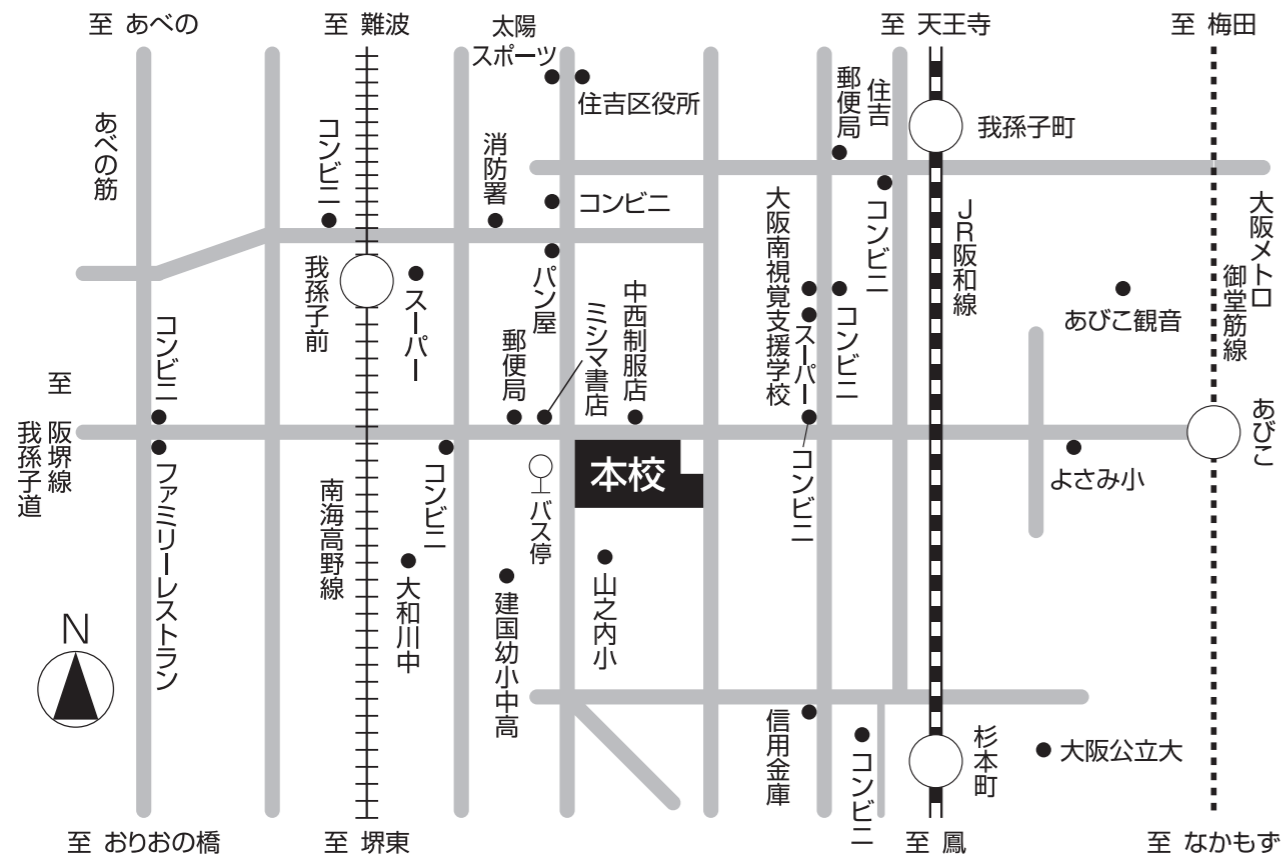 至 あべの
至 難波
太陽
スポーツ
至 天王寺
至 梅田
住吉区役所
住吉
郵便局
我孫子町
あべの筋
コンビニ
消防署
コンビニ
大阪南視覚支援学校
コンビニ
JR阪和線
大阪メトロ
御堂筋線
我孫子前
スーパー
パン屋
中西制服店
ミシマ書店
郵便局
スーパー
コンビニ
あびこ観音
コンビニ
至
阪堺線
我孫子道
あびこ
本校
コンビニ
よさみ小
ファミリーレストラン
南海高野線
コンビニ
バス停
大和川中
建国幼小中高
山之内小
N
信用金庫
コンビニ
杉本町
大阪公立大
至 おりおの橋
至 堺東
至 鳳
至 なかもず